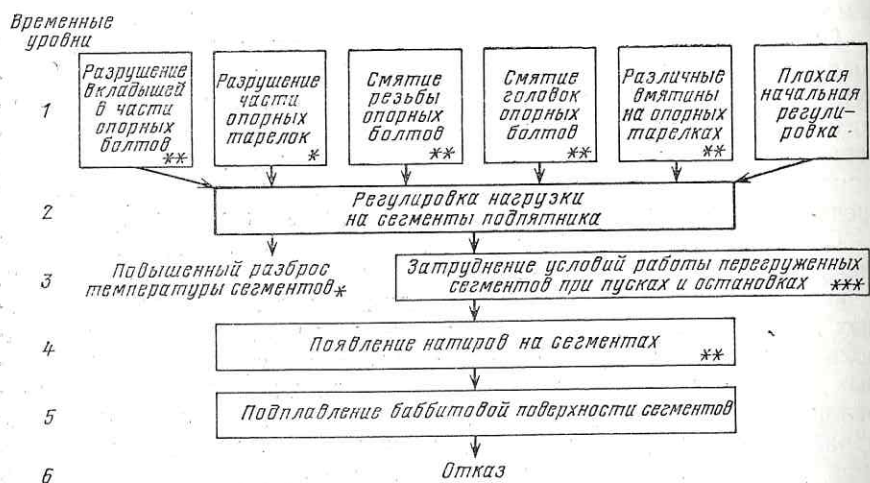 Временные
уровни
1
Разрушение
вкладышей
в части
опорных
болтов
**
Разрушение
части
опорных
тарелок
*
Смятие
резьбы
опорных
болтов
**
Смятие
головок
опорных
болтов
**
Различные
вмятины
на опорных
тарелках
**
Плохая
начальная
регули-
ровка
2
Регулировка нагрузки
на сегменты подпятника
3
Повышенный разброс
температуры сегментов*
Затруднение условий работы перегруженных
сегментов при пусках и остановках ***
4
Появление натиров на сегментах
**
5
Подплавление баббитовой поверхности сегментов
6
Отказ